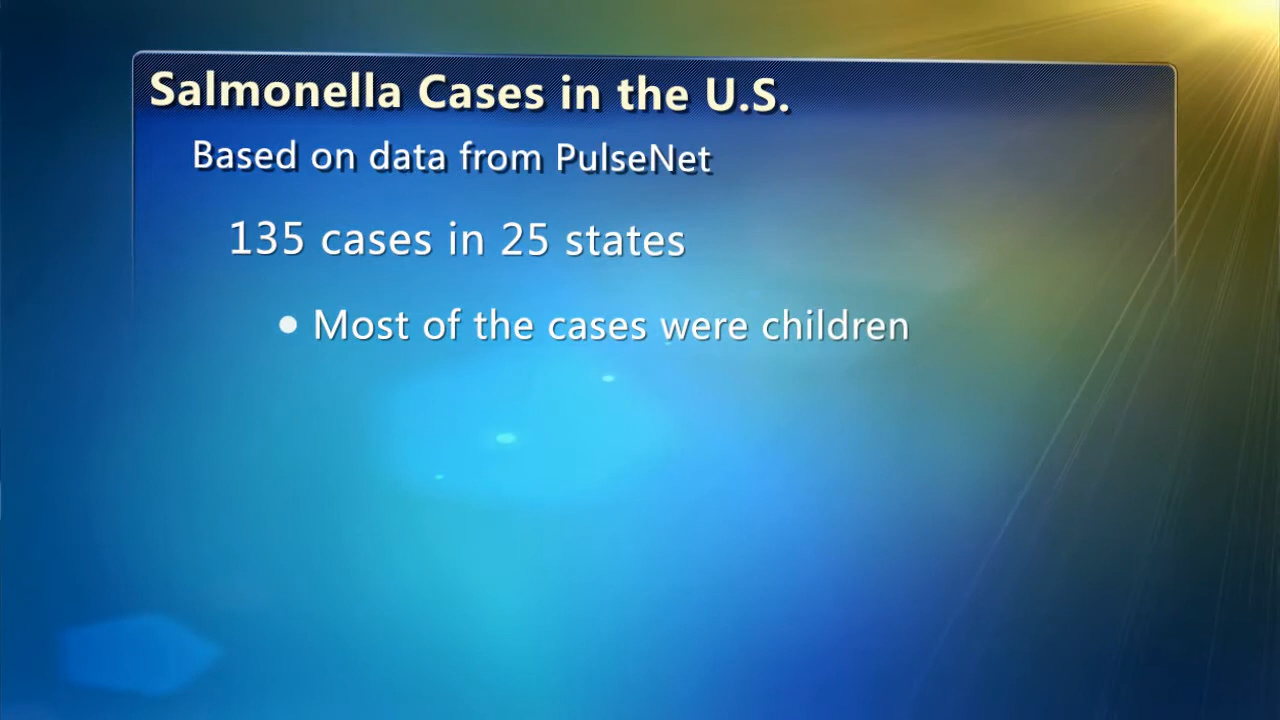 Salmonella Cases in the U.S.
Based on data from PulseNet
135 cases in 25 states
• Most of the cases were children